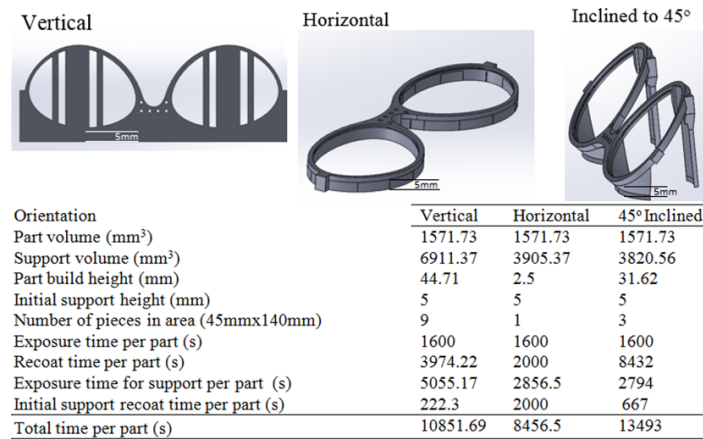 Vertical
Horizontal
Inclined to 45°
5mm
5mm
5mm
Orientation Vertical Horizontal 45° Inclined
Part volume (mm³) 1571.73 1571.73 1571.73
Support volume (mm³) 6911.37 3905.37 3820.56
Part build height (mm) 44.71 2.5 31.62
Initial support height (mm) 5 5 5
Number of pieces in area (45mmx140mm) 9 1 3
Exposure time per part (s) 1600 1600 1600
Recoat time per part (s) 3974.22 2000 8432
Exposure time for support per part (s) 5055.17 2856.5 2794
Initial support recoat time per part (s) 222.3 2000 667
Total time per part (s) 10851.69 8456.5 13493